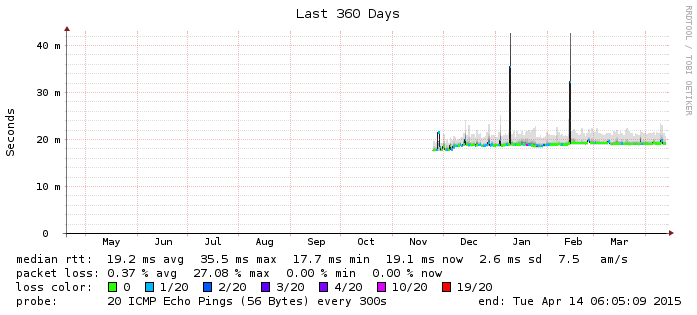 Last 360 Days
RRDTOOL / TOBI OETIKER
Seconds
40 m
30 m
20 m
10 m
0
May Jun Jul Aug Sep Oct Nov Dec Jan Feb Mar
median rtt: 19.2 ms avg 35.5 ms max 17.7 ms min 19.1 ms now 2.6 ms sd 7.5 am/s
packet loss: 0.37 % avg 27.08 % max 0.00 % min 0.00 % now
loss color: 0 1/20 2/20 3/20 4/20 10/20 19/20
probe: 20 ICMP Echo Pings (56 Bytes) every 300s end: Tue Apr 14 06:05:09 2015